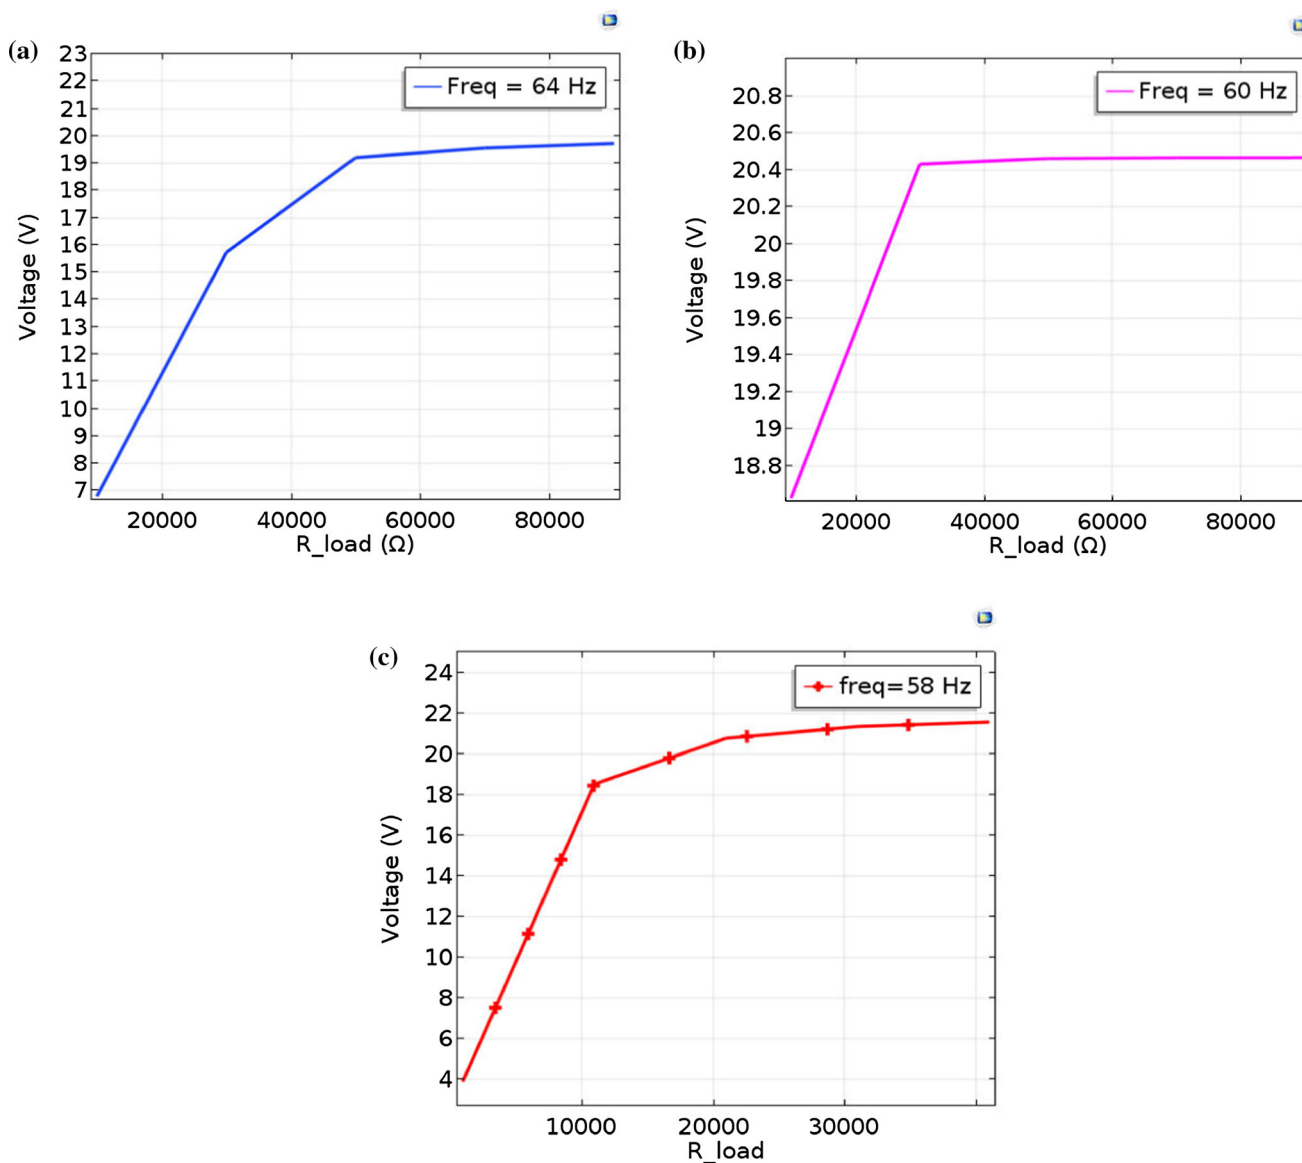 (a)
23
22
21
20
19
18
17
16
15
14
13
12
11
10
9
8
7
Voltage (V)
Freq = 64 Hz
20000 40000 60000 80000
R_load (Ω)
(b)
20.8
20.6
20.4
20.2
20
19.8
19.6
19.4
19.2
19
18.8
Voltage (V)
Freq = 60 Hz
20000 40000 60000 80000
R_load (Ω)
(c)
24
22
20
18
16
14
12
10
8
6
4
Voltage (V)
freq=58 Hz
10000 20000 30000
R_load